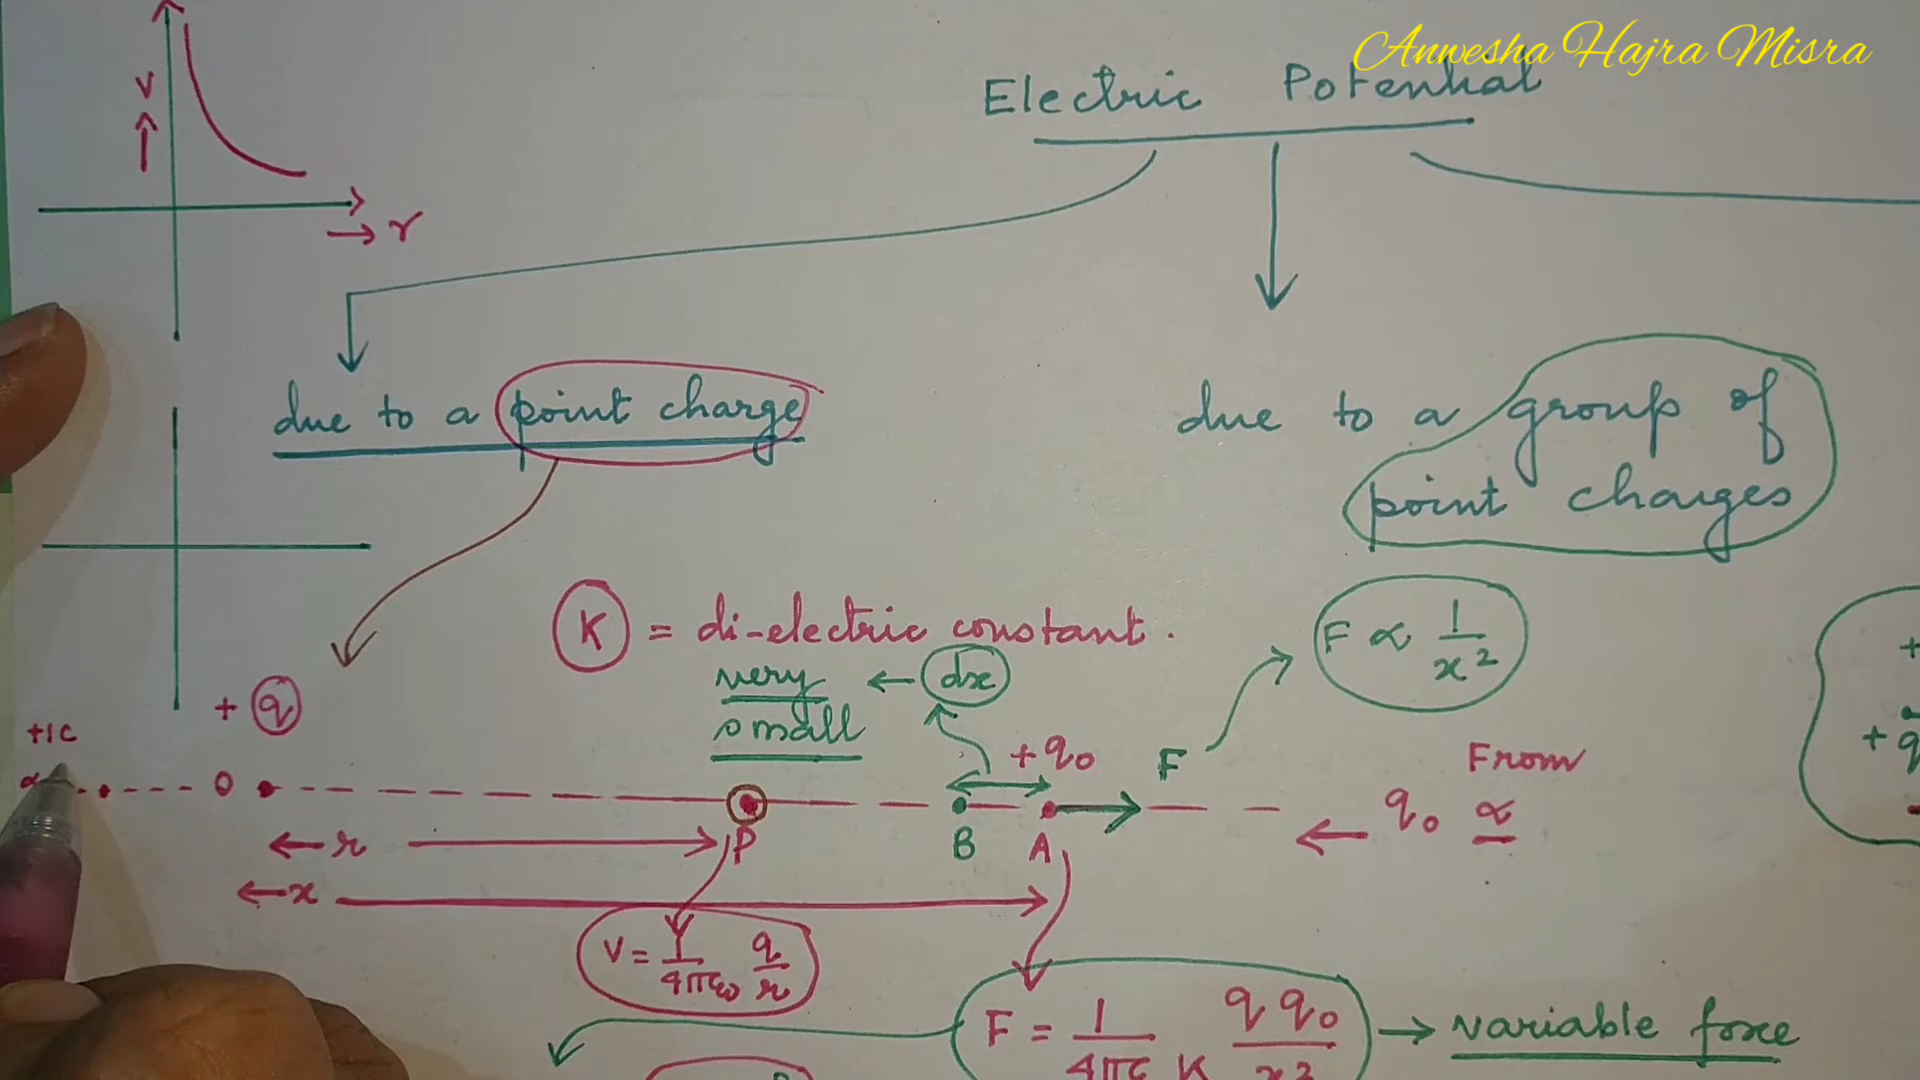 Anwesha Hajra Misra
Electric Potential
V
→ r
due to a point charge
due to a group of
point charges
K = di-electric constant.
very ← dx
small
F ∝ 1/x²
+ q
+1C
+q₀
F
From
O
q₀ ∝
P
B
A
← r →
← x →
V = 1/4πε₀ q/r
F = 1/4πε₀K qq₀/x² → variable force
+
+ q